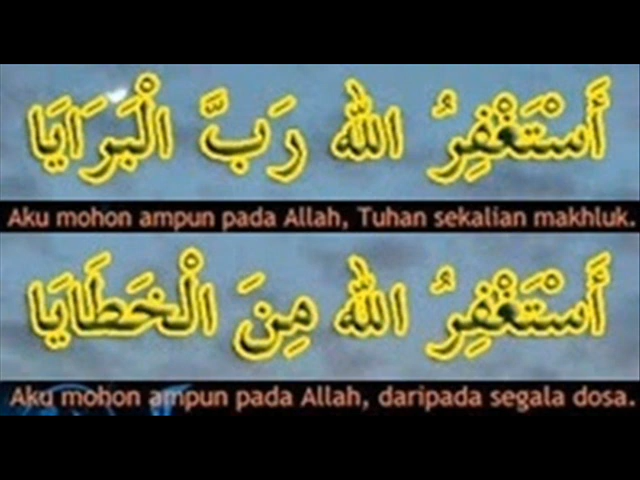 أَسْتَغْفِرُ الله رَبَّ الْبَرَايَا
Aku mohon ampun pada Allah, Tuhan sekalian makhluk.
أَسْتَغْفِرُ الله مِنَ الْخَطَايَا
Aku mohon ampun pada Allah, daripada segala dosa.